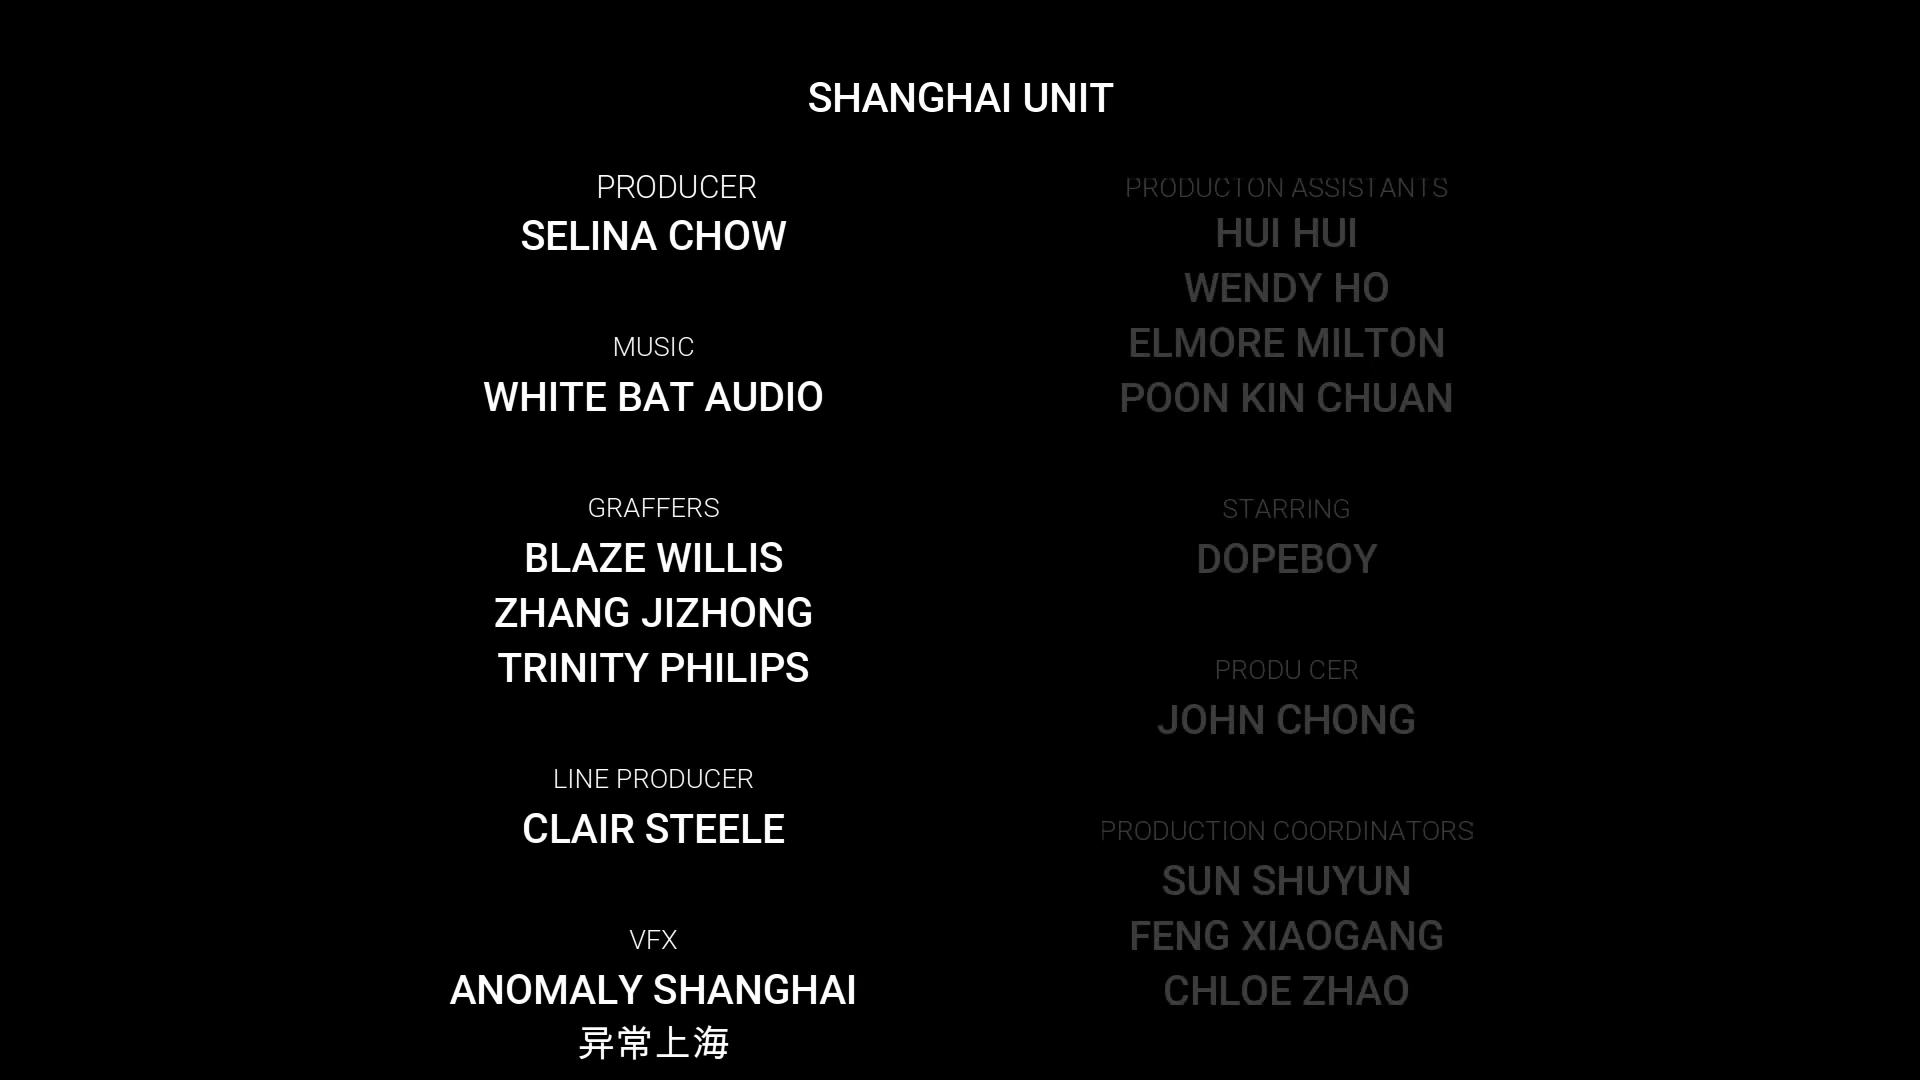 SHANGHAI UNIT
PRODUCER
SELINA CHOW
MUSIC
WHITE BAT AUDIO
GRAFFERS
BLAZE WILLIS
ZHANG JIZHONG
TRINITY PHILIPS
LINE PRODUCER
CLAIR STEELE
VFX
ANOMALY SHANGHAI
异常上海
PRODUCTON ASSISTANTS
HUI HUI
WENDY HO
ELMORE MILTON
POON KIN CHUAN
STARRING
DOPEBOY
PRODU CER
JOHN CHONG
PRODUCTION COORDINATORS
SUN SHUYUN
FENG XIAOGANG
CHLOE ZHAO